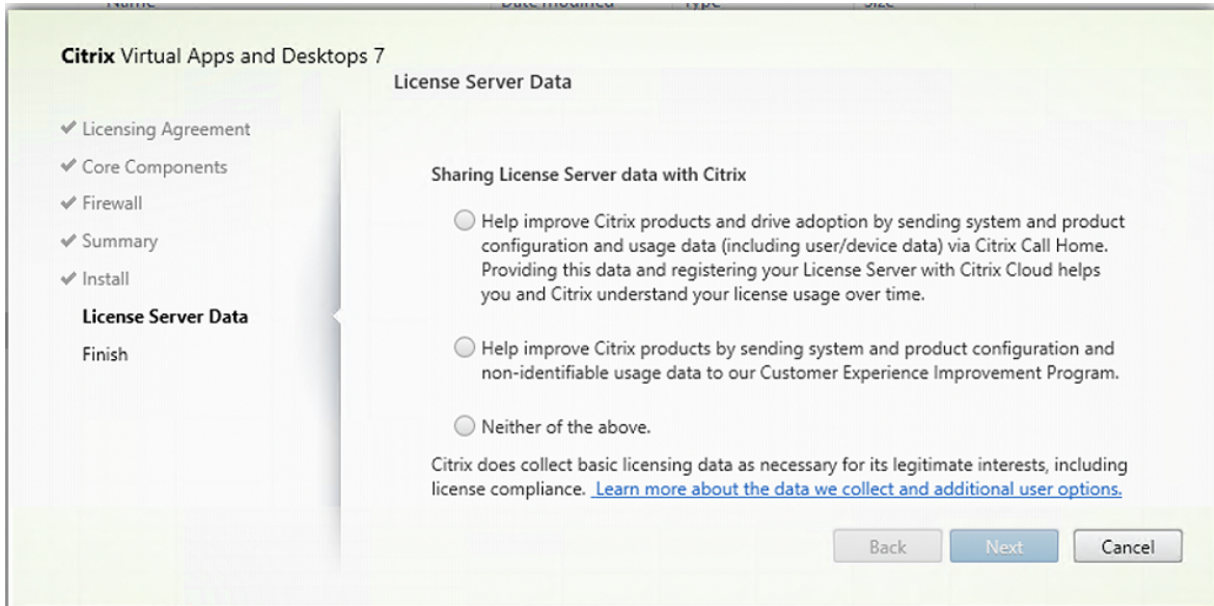 Name Date modified Type Size
Citrix Virtual Apps and Desktops 7
License Server Data
Licensing Agreement
Core Components
Firewall
Summary
Install
License Server Data
Finish
Sharing License Server data with Citrix
Help improve Citrix products and drive adoption by sending system and product
configuration and usage data (including user/device data) via Citrix Call Home.
Providing this data and registering your License Server with Citrix Cloud helps
you and Citrix understand your license usage over time.
Help improve Citrix products by sending system and product configuration and
non-identifiable usage data to our Customer Experience Improvement Program.
Neither of the above.
Citrix does collect basic licensing data as necessary for its legitimate interests, including
license compliance. Learn more about the data we collect and additional user options.
Back Next Cancel